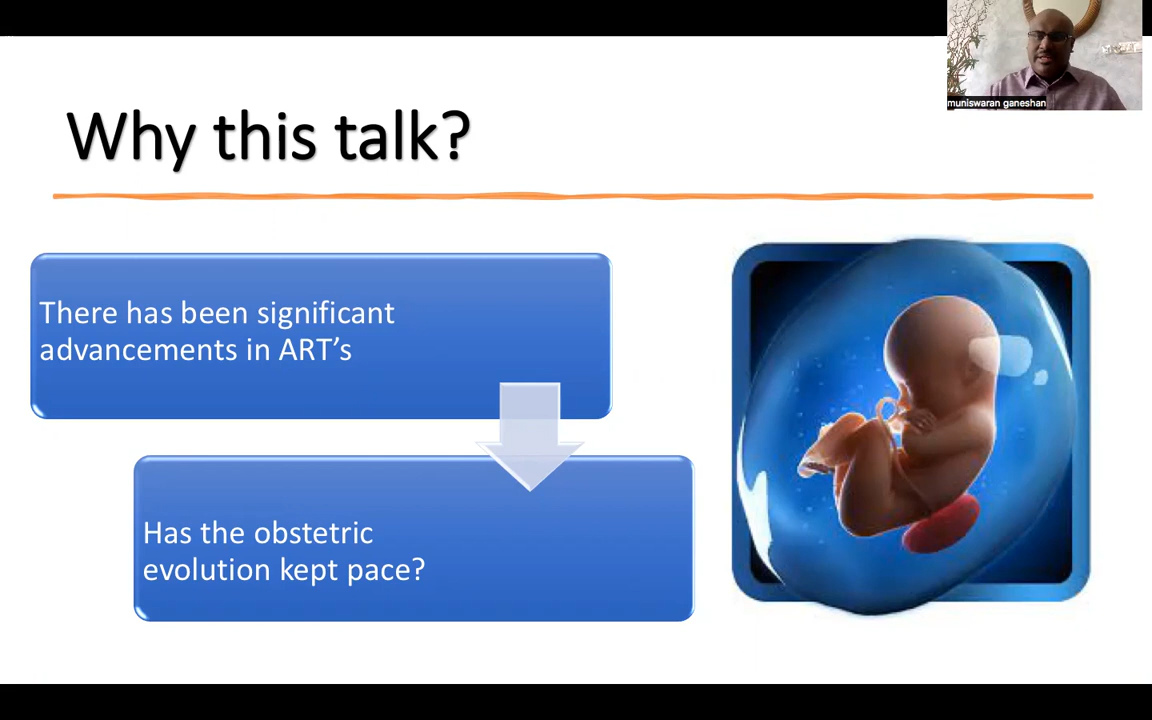 muniswaran ganeshan
Why this talk?
There has been significant
advancements in ART’s
Has the obstetric
evolution kept pace?